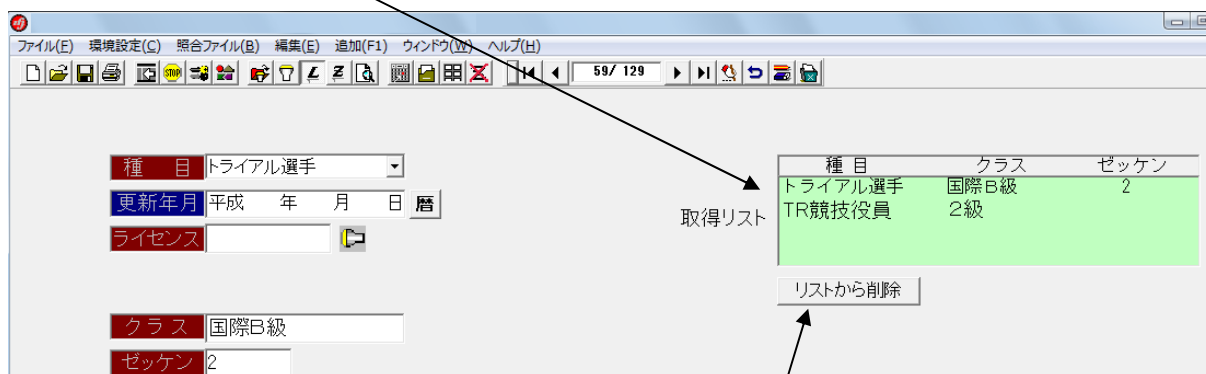 ファイル(F) 環境設定(C) 照合ファイル(B) 編集(E) 追加(F1) ウィンドウ(W) ヘルプ(H)
STOP 59/ 129
種 目 トライアル選手
更新年月 平成 年 月 日 暦
ライセンス
クラス 国際B級
ゼッケン 2
取得リスト
種 目 クラス ゼッケン
トライアル選手 国際B級 2
TR競技役員 2級
リストから削除